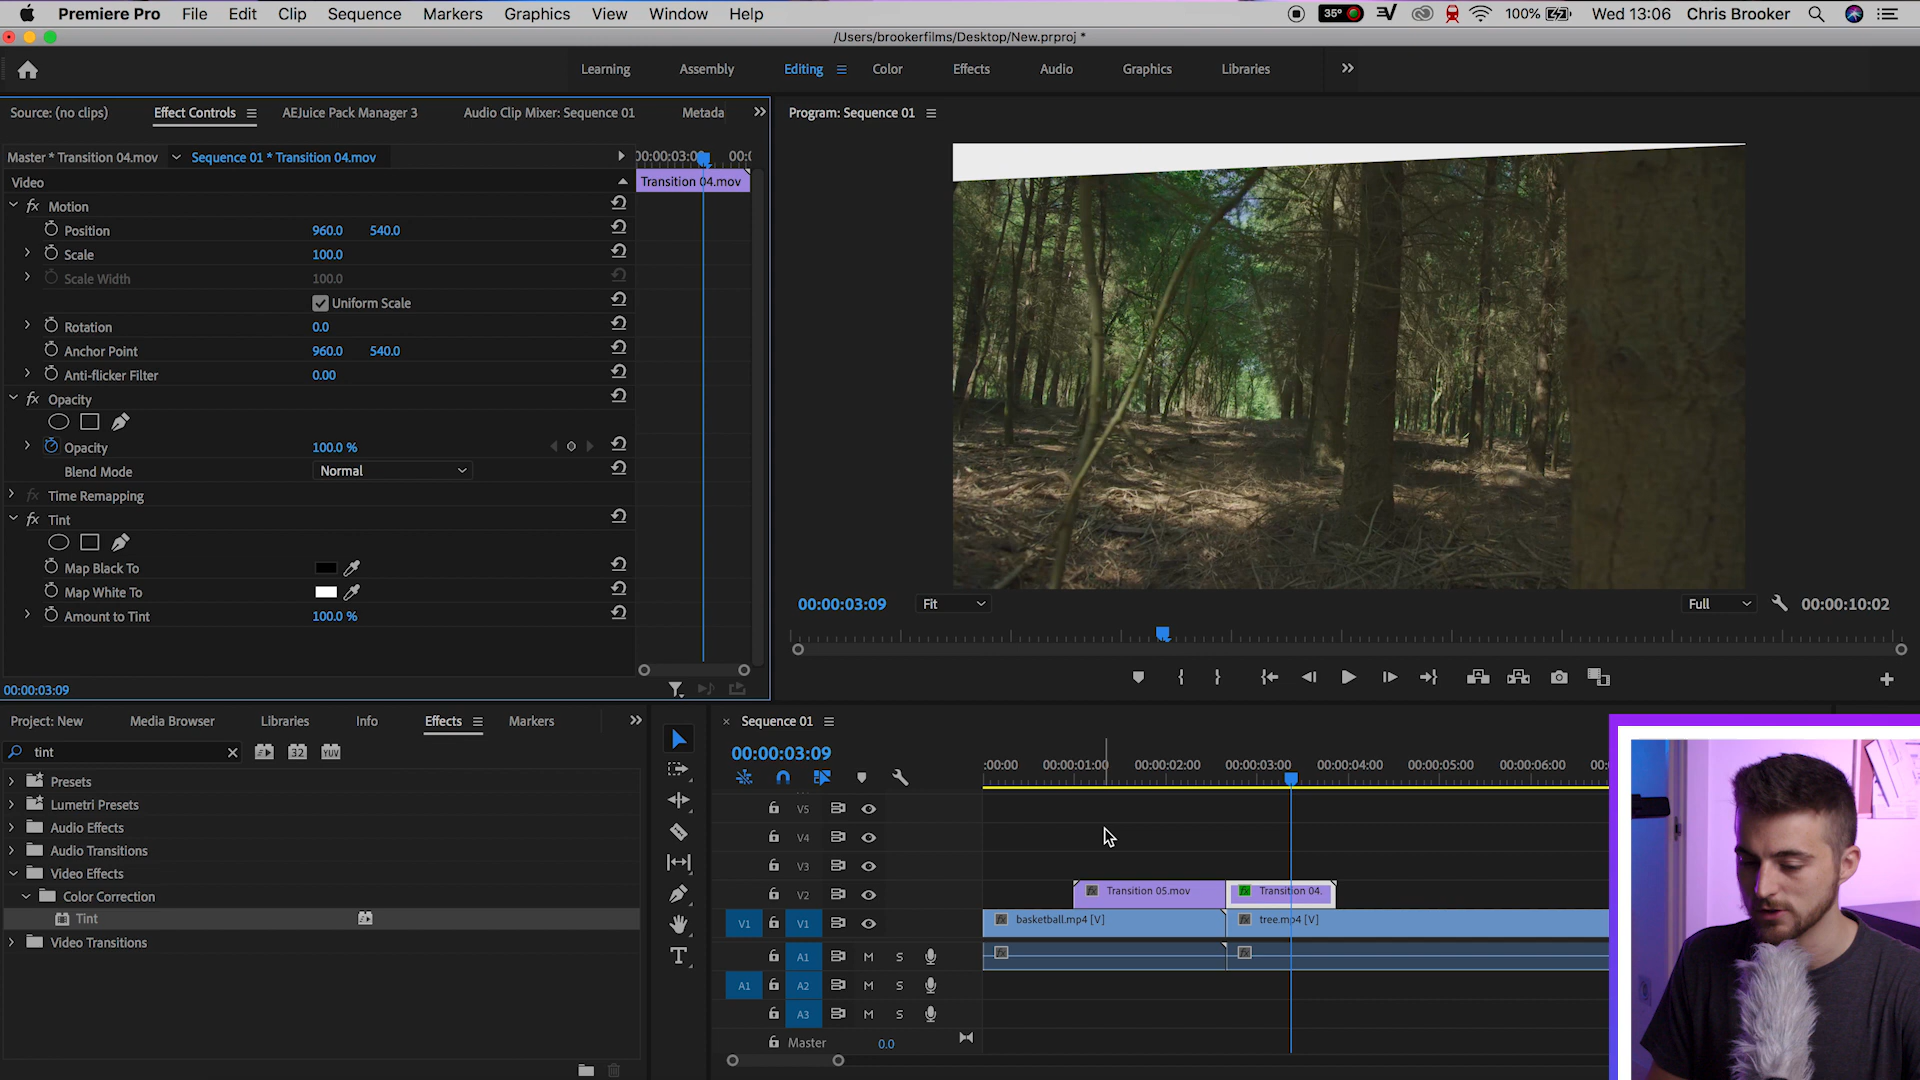 Premiere Pro File Edit Clip Sequence Markers Graphics View Window Help 35° 100% Wed 13:06 Chris Brooker
/Users/brookerfilms/Desktop/New.prproj *
Learning Assembly Editing Color Effects Audio Graphics Libraries
Source: (no clips) Effect Controls AEJuice Pack Manager 3 Audio Clip Mixer: Sequence 01 Metada
Program: Sequence 01
Master * Transition 04.mov Sequence 01 * Transition 04.mov
Video
Transition 04.mov
Motion
Position 960.0 540.0
Scale 100.0
Scale Width 100.0
Uniform Scale
Rotation 0.0
Anchor Point 960.0 540.0
Anti-flicker Filter 0.00
Opacity
Opacity 100.0 %
Blend Mode Normal
Time Remapping
Tint
Map Black To
Map White To
Amount to Tint 100.0 %
00:00:03:09
00:00:03:09 Fit Full 00:00:10:02
Project: New Media Browser Libraries Info Effects Markers
tint
32 YUV
Presets
Lumetri Presets
Audio Effects
Audio Transitions
Video Effects
Color Correction
Tint
Video Transitions
× Sequence 01
00:00:03:09
:00:00 00:00:01:00 00:00:02:00 00:00:03:00 00:00:04:00 00:00:05:00 00:00:06:00
V5
V4
V3
V2 Transition 05.mov Transition 04.
V1 V1 basketball.mp4 [V] tree.mp4 [V]
A1 M S
A1 A2 M S
A3 M S
Master 0.0